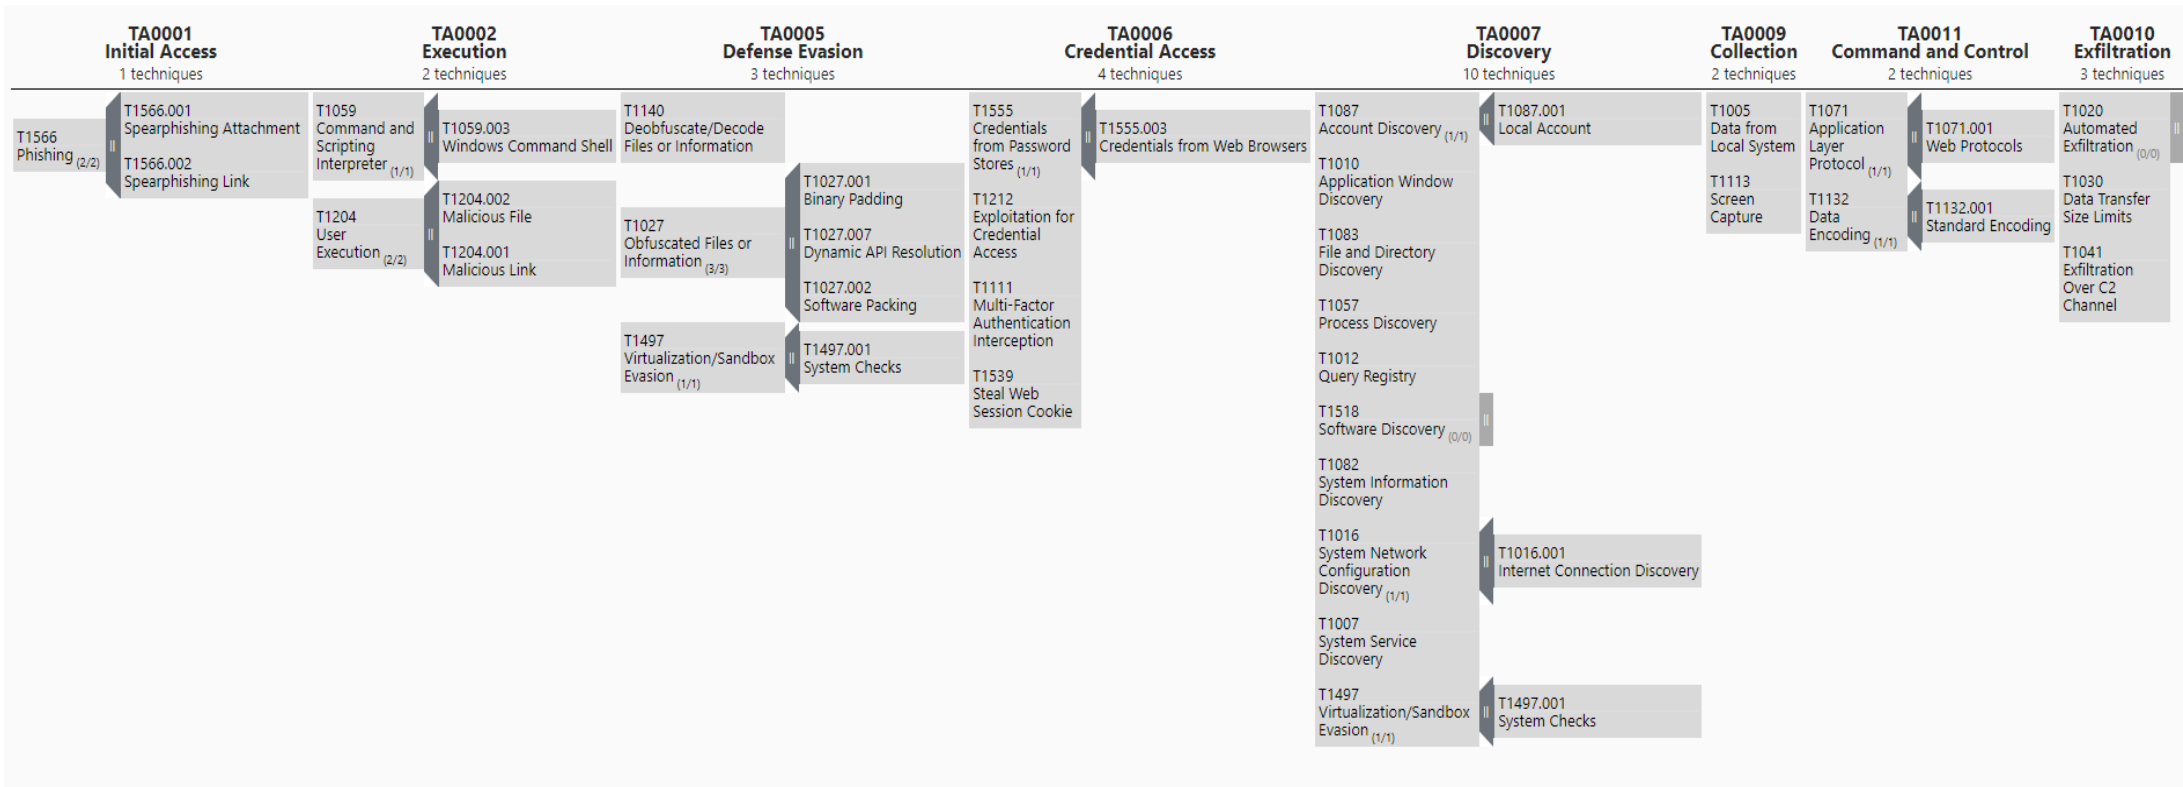 TA0001
Initial Access
1 techniques
T1566
Phishing (2/2)
T1566.001
Spearphishing Attachment
T1566.002
Spearphishing Link
TA0002
Execution
2 techniques
T1059
Command and
Scripting
Interpreter (1/1)
T1059.003
Windows Command Shell
T1204
User
Execution (2/2)
T1204.002
Malicious File
T1204.001
Malicious Link
TA0005
Defense Evasion
3 techniques
T1140
Deobfuscate/Decode
Files or Information
T1027
Obfuscated Files or
Information (3/3)
T1027.001
Binary Padding
T1027.007
Dynamic API Resolution
T1027.002
Software Packing
T1497
Virtualization/Sandbox
Evasion (1/1)
T1497.001
System Checks
TA0006
Credential Access
4 techniques
T1555
Credentials
from Password
Stores (1/1)
T1555.003
Credentials from Web Browsers
T1212
Exploitation for
Credential
Access
T1111
Multi-Factor
Authentication
Interception
T1539
Steal Web
Session Cookie
TA0007
Discovery
10 techniques
T1087
Account Discovery (1/1)
T1087.001
Local Account
T1010
Application Window
Discovery
T1083
File and Directory
Discovery
T1057
Process Discovery
T1012
Query Registry
T1518
Software Discovery (0/0)
T1082
System Information
Discovery
T1016
System Network
Configuration
Discovery (1/1)
T1016.001
Internet Connection Discovery
T1007
System Service
Discovery
T1497
Virtualization/Sandbox
Evasion (1/1)
T1497.001
System Checks
TA0009
Collection
2 techniques
T1005
Data from
Local System
T1113
Screen
Capture
TA0011
Command and Control
2 techniques
T1071
Application
Layer
Protocol (1/1)
T1071.001
Web Protocols
T1132
Data
Encoding (1/1)
T1132.001
Standard Encoding
TA0010
Exfiltration
3 techniques
T1020
Automated
Exfiltration (0/0)
T1030
Data Transfer
Size Limits
T1041
Exfiltration
Over C2
Channel